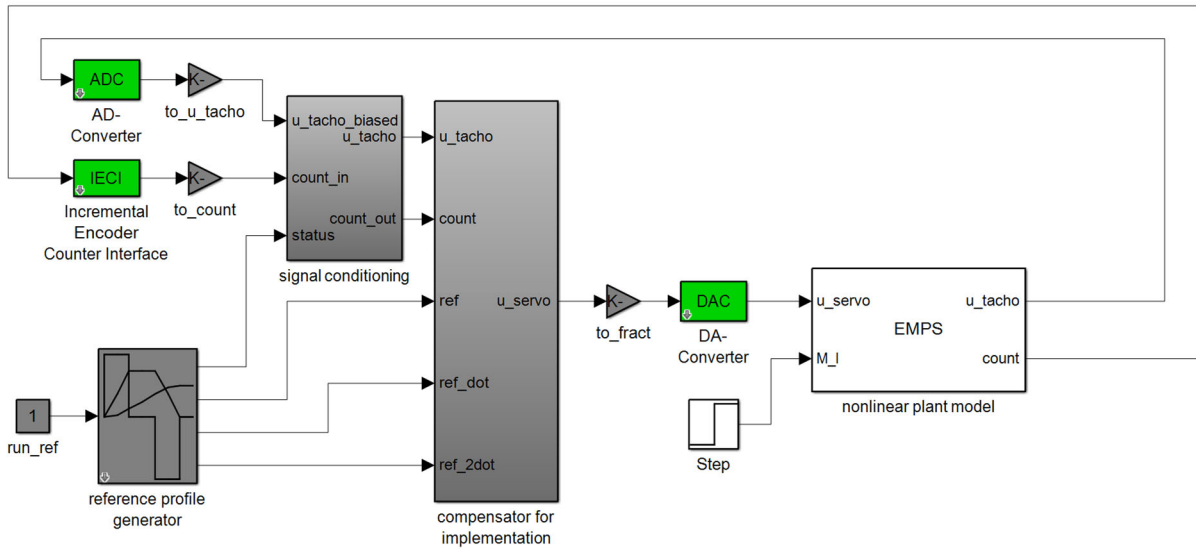 ADC
AD-
Converter
K-
to_u_tacho
IECI
Incremental
Encoder
Counter Interface
K-
to_count
u_tacho_biased
u_tacho
count_in
count_out
status
signal conditioning
1
run_ref
reference profile
generator
u_tacho
count
ref
u_servo
ref_dot
ref_2dot
compensator for
implementation
K-
to_fract
DAC
DA-
Converter
Step
u_servo
u_tacho
EMPS
M_l
count
nonlinear plant model